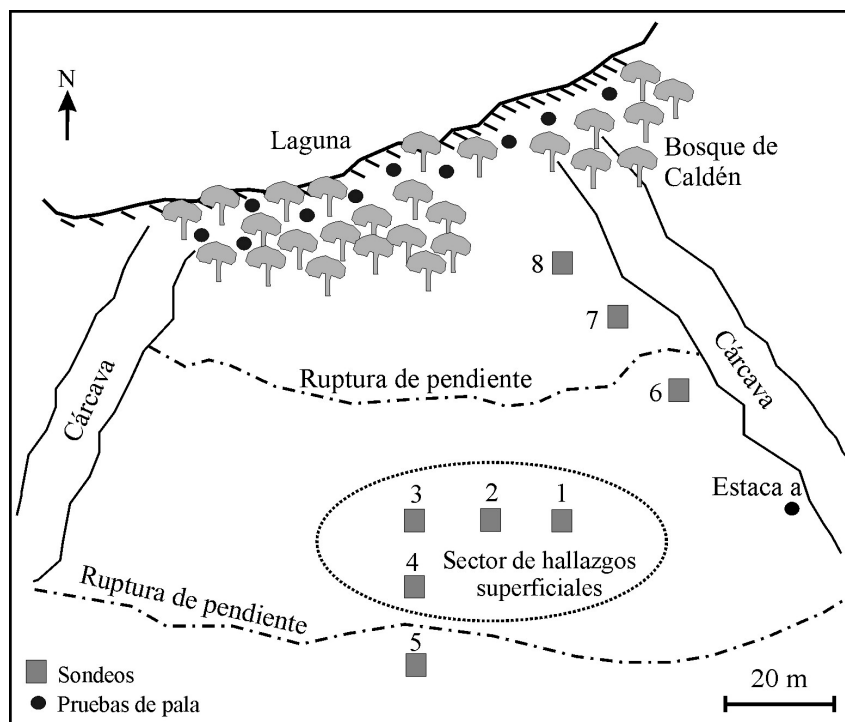 N
Laguna
Bosque de
Caldén
8
7
Cárcava
Ruptura de pendiente
6
Cárcava
Estaca a
3 2 1
4
Sector de hallazgos
superficiales
Ruptura de pendiente
5
Sondeos
Pruebas de pala
20 m